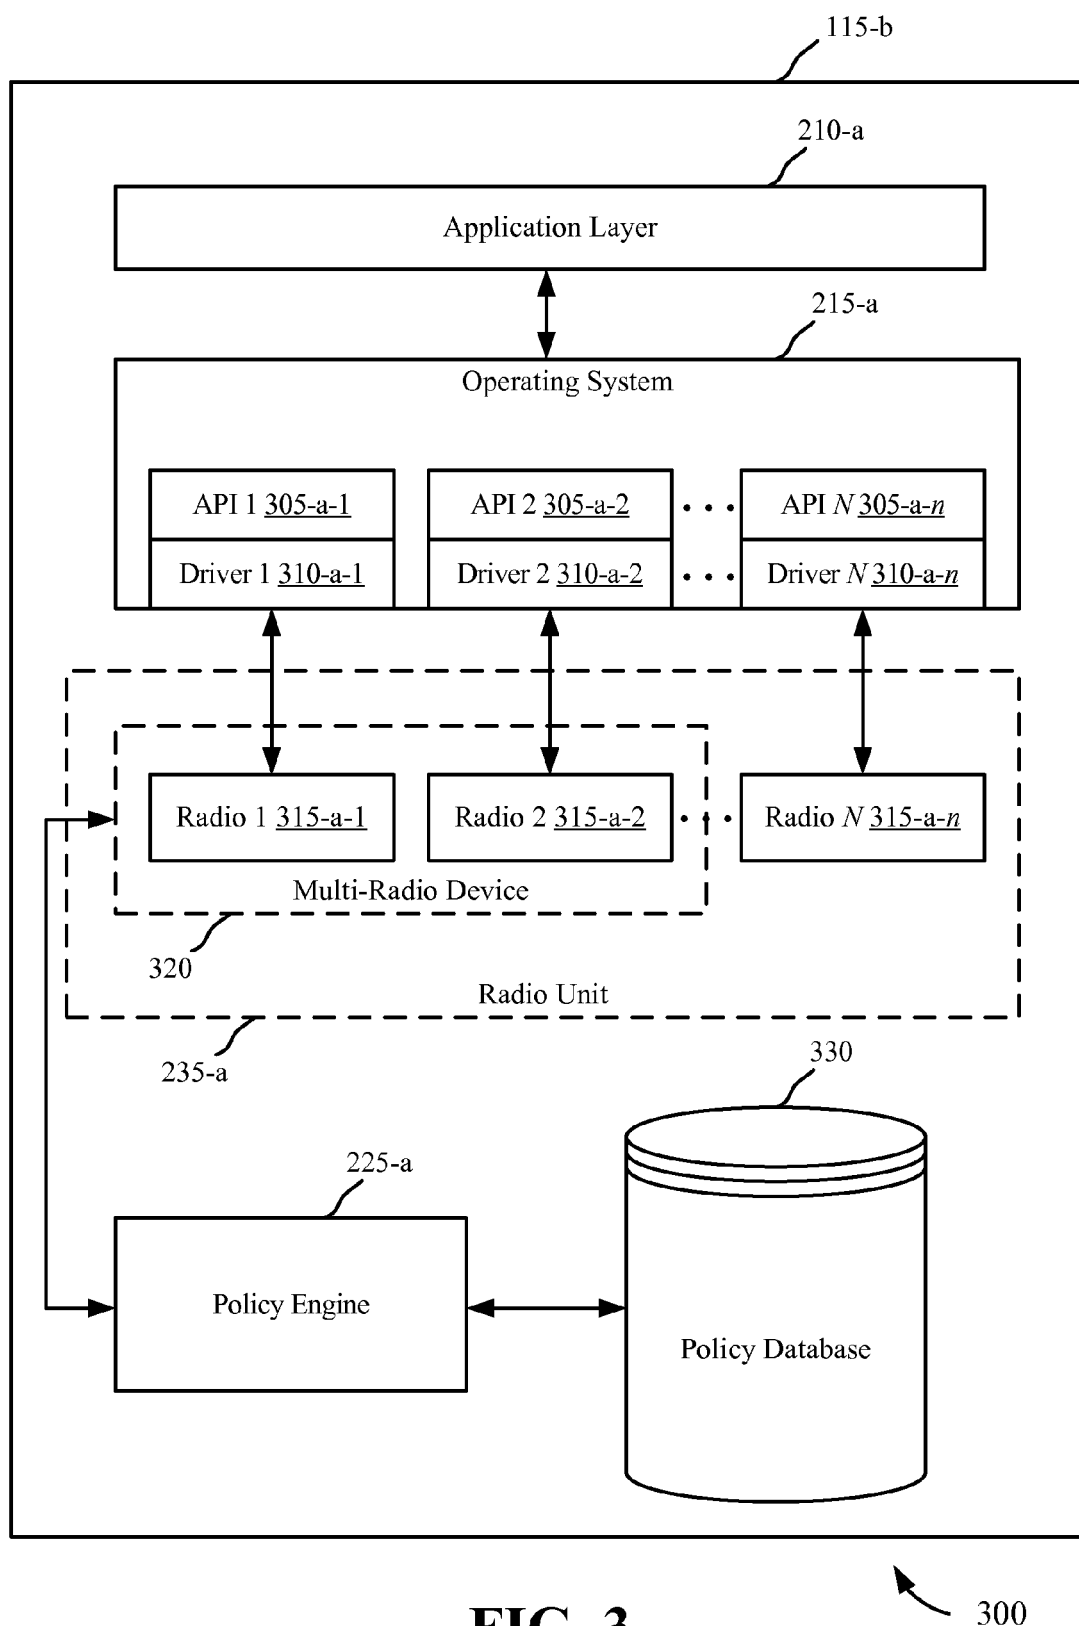 115-b
210-a
Application Layer
215-a
Operating System
API 1 305-a-1
API 2 305-a-2
API N 305-a-n
Driver 1 310-a-1
Driver 2 310-a-2
Driver N 310-a-n
Radio 1 315-a-1
Radio 2 315-a-2
Radio N 315-a-n
Multi-Radio Device
320
Radio Unit
235-a
330
225-a
Policy Engine
Policy Database
300
FIG. 3